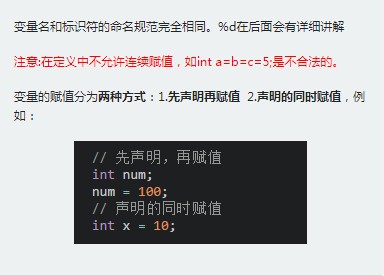 变量名和标识符的命名规范完全相同。%d在后面会有详细讲解
注意:在定义中不允许连续赋值，如int a=b=c=5;是不合法的。
变量的赋值分为两种方式：1.先声明再赋值  2.声明的同时赋值，例
如：
// 先声明，再赋值
int num;
num = 100;
// 声明的同时赋值
int x = 10;